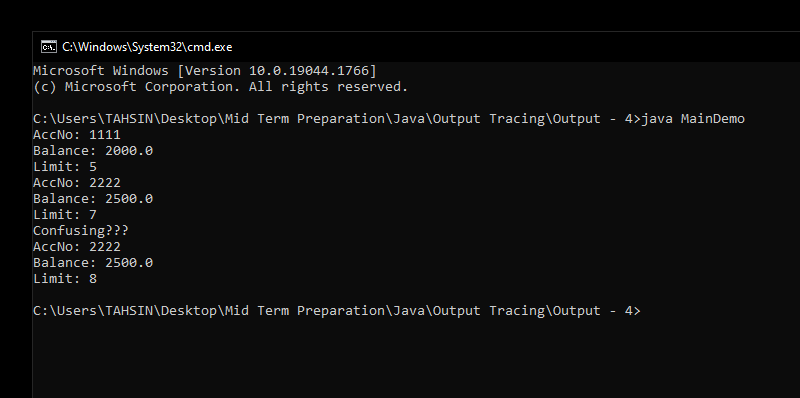 C:\Windows\System32\cmd.exe
Microsoft Windows [Version 10.0.19044.1766]
(c) Microsoft Corporation. All rights reserved.
C:\Users\TAHSIN\Desktop\Mid Term Preparation\Java\Output Tracing\Output - 4>java MainDemo
AccNo: 1111
Balance: 2000.0
Limit: 5
AccNo: 2222
Balance: 2500.0
Limit: 7
Confusing???
AccNo: 2222
Balance: 2500.0
Limit: 8
C:\Users\TAHSIN\Desktop\Mid Term Preparation\Java\Output Tracing\Output - 4>